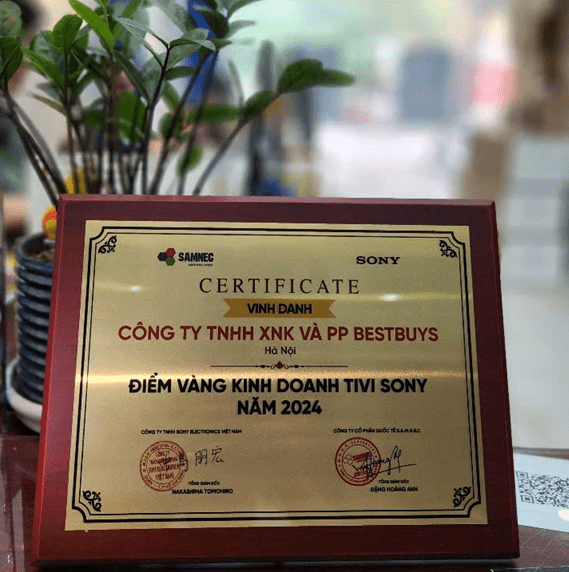 SAMNEC SONY
CERTIFICATE
VINH DANH
CÔNG TY TNHH XNK VÀ PP BESTBUYS
Hà Nội
ĐIỂM VÀNG KINH DOANH TIVI SONY
NĂM 2024
CÔNG TY TNHH SONY ELECTRONICS VIỆT NAM CÔNG TY CỔ PHẦN QUỐC TẾ S.A.M.N.E.C
TỔNG GIÁM ĐỐC TỔNG GIÁM ĐỐC
NAKASHIMA TOMOHIRO ĐẶNG HOÀNG ANH